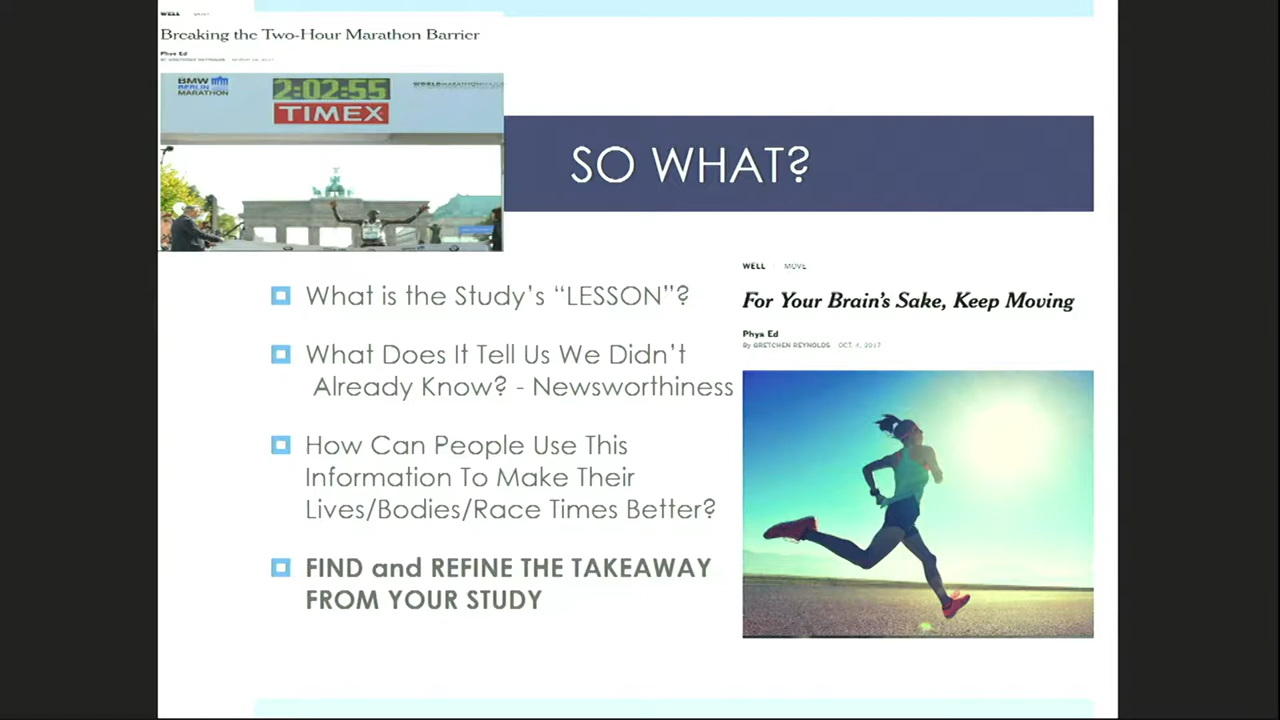 WELL
Breaking the Two-Hour Marathon Barrier
Phys Ed
By GRETCHEN REYNOLDS
BMW
BERLIN
MARATHON
2:02:55
TIMEX
SO WHAT?
What is the Study's “LESSON”?
What Does It Tell Us We Didn't
Already Know? - Newsworthiness
How Can People Use This
Information To Make Their
Lives/Bodies/Race Times Better?
FIND and REFINE THE TAKEAWAY
FROM YOUR STUDY
WELL | MOVE
For Your Brain's Sake, Keep Moving
Phys Ed
By GRETCHEN REYNOLDS OCT. 4, 2017